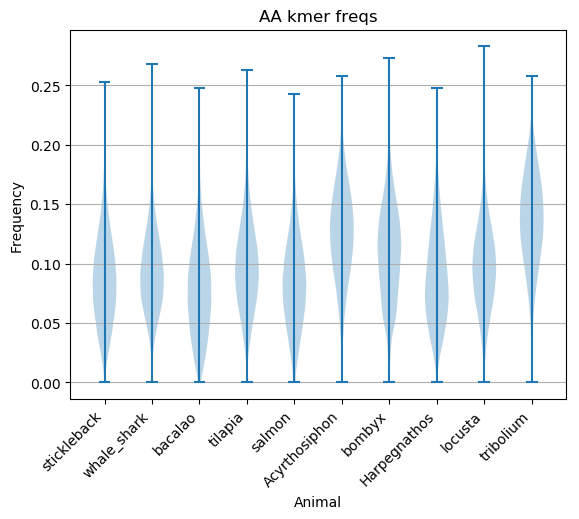 AA kmer freqs
Frequency
0.25
0.20
0.15
0.10
0.05
0.00
stickleback
whale_shark
bacalao
tilapia
salmon
Acyrthosiphon
bombyx
Harpegnathos
locusta
tribolium
Animal